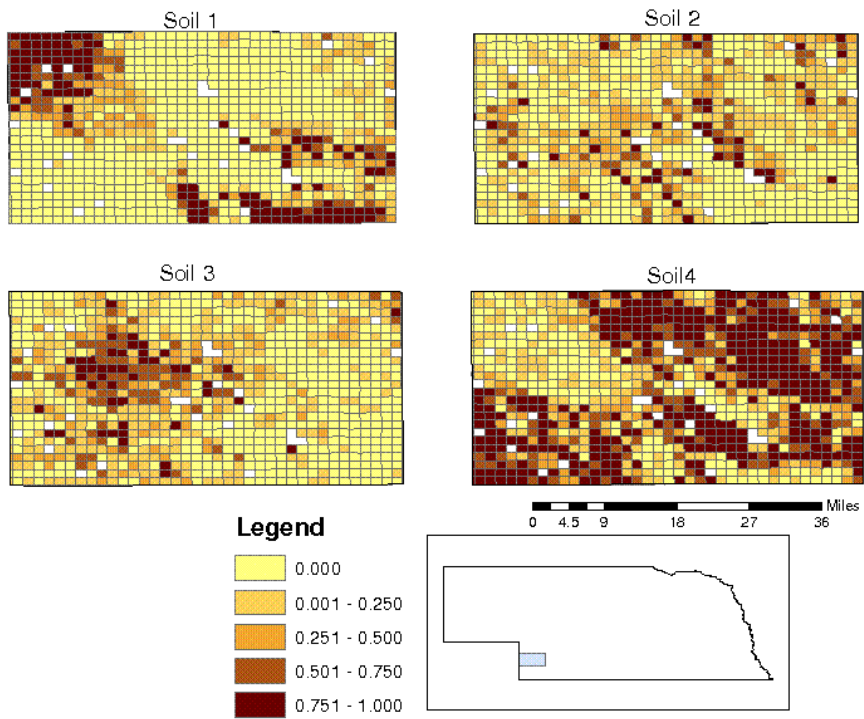 Soil 1
Soil 2
Soil 3
Soil4
Miles
0 4.5 9 18 27 36
Legend
0.000
0.001 - 0.250
0.251 - 0.500
0.501 - 0.750
0.751 - 1.000